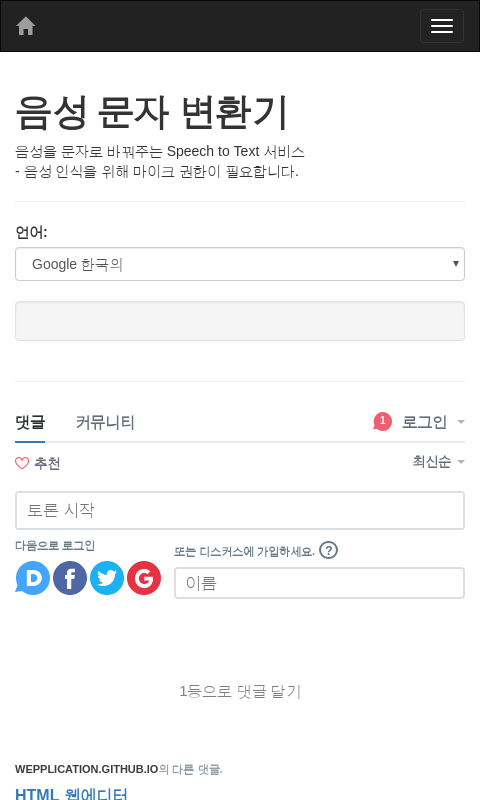 음성 문자 변환기
음성을 문자로 바꿔주는 Speech to Text 서비스
- 음성 인식을 위해 마이크 권한이 필요합니다.
언어:
Google 한국의
댓글 커뮤니티 1 로그인
추천 최신순
토론 시작
다음으로 로그인
또는 디스커스에 가입하세요. ?
이름
1등으로 댓글 달기
WEPPLICATION.GITHUB.IO의 다른 댓글.
HTML 웹에디터